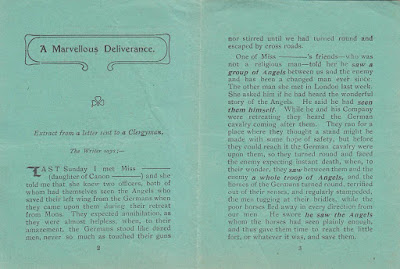 A Marvellous Deliverance.
Extract from a letter sent to a Clergyman.
The Writer says:—
LAST Sunday I met Miss ———
(daughter of Canon ———) and she
told me that she knew two officers, both of
whom had themselves seen the Angels who
saved their left wing from the Germans when
they came upon them during their retreat
from Mons. They expected annihilation, as
they were almost helpless, when, to their
amazement, the Germans stood like dazed
men, never so much as touched their guns
2
nor stirred until we had turned round and
escaped by cross roads.
One of Miss ———'s friends—who was
not a religious man—told her he saw a
group of Angels between us and the enemy
and has been a changed man ever since.
The other man she met in London last week.
She asked him if he had heard the wonderful
story of the Angels. He said he had seen
them himself. While he and his Company
were retreating they heard the German
cavalry coming after them. They ran for a
place where they thought a stand might be
made with some hope of safety, but before
they could reach it the German cavalry were
upon them, so they turned round and faced
the enemy expecting instant death, when, to
their wonder, they saw between them and the
enemy a whole troop of Angels, and the
horses of the Germans turned round, terrified
out of their senses, and regularly stampeded,
the men tugging at their bridles, while the
poor horses fled away in every direction from
our men. He swore he saw the Angels
whom the horses had seen plainly enough,
and thus gave them time to reach the little
fort, or whatever it was, and save them.
3